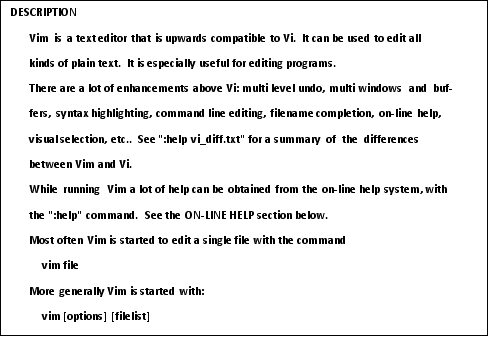 DESCRIPTION
Vim is a text editor that is upwards compatible to Vi. It can be used to edit all
kinds of plain text. It is especially useful for editing programs.
There are a lot of enhancements above Vi: multi level undo, multi windows and buf-
fers, syntax highlighting, command line editing, filename completion, on-line help,
visual selection, etc.. See ":help vi_diff.txt" for a summary of the differences
between Vim and Vi.
While running Vim a lot of help can be obtained from the on-line help system, with
the ":help" command. See the ON-LINE HELP section below.
Most often Vim is started to edit a single file with the command
vim file
More generally Vim is started with:
vim [options] [filelist]